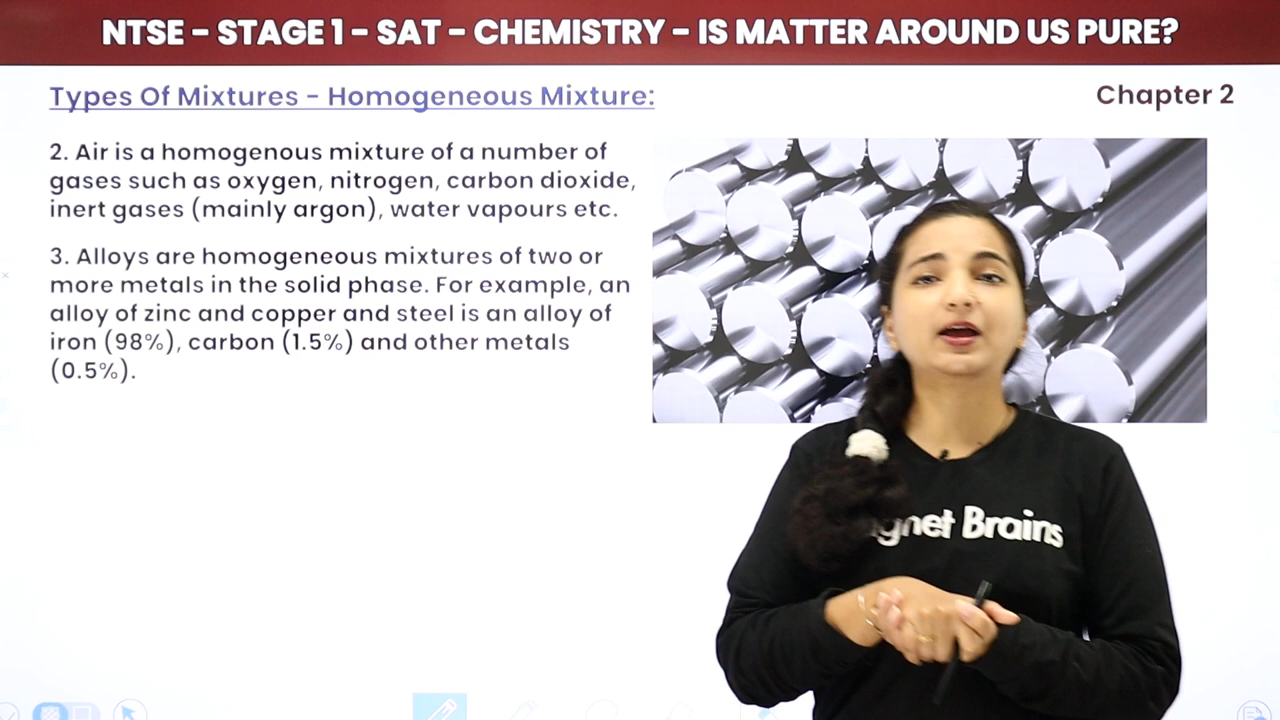 NTSE – STAGE 1 – SAT – CHEMISTRY – IS MATTER AROUND US PURE?
Types Of Mixtures – Homogeneous Mixture:
Chapter 2
2. Air is a homogenous mixture of a number of
gases such as oxygen, nitrogen, carbon dioxide,
inert gases (mainly argon), water vapours etc.
3. Alloys are homogeneous mixtures of two or
more metals in the solid phase. For example, an
alloy of zinc and copper and steel is an alloy of
iron (98%), carbon (1.5%) and other metals
(0.5%).
Brains